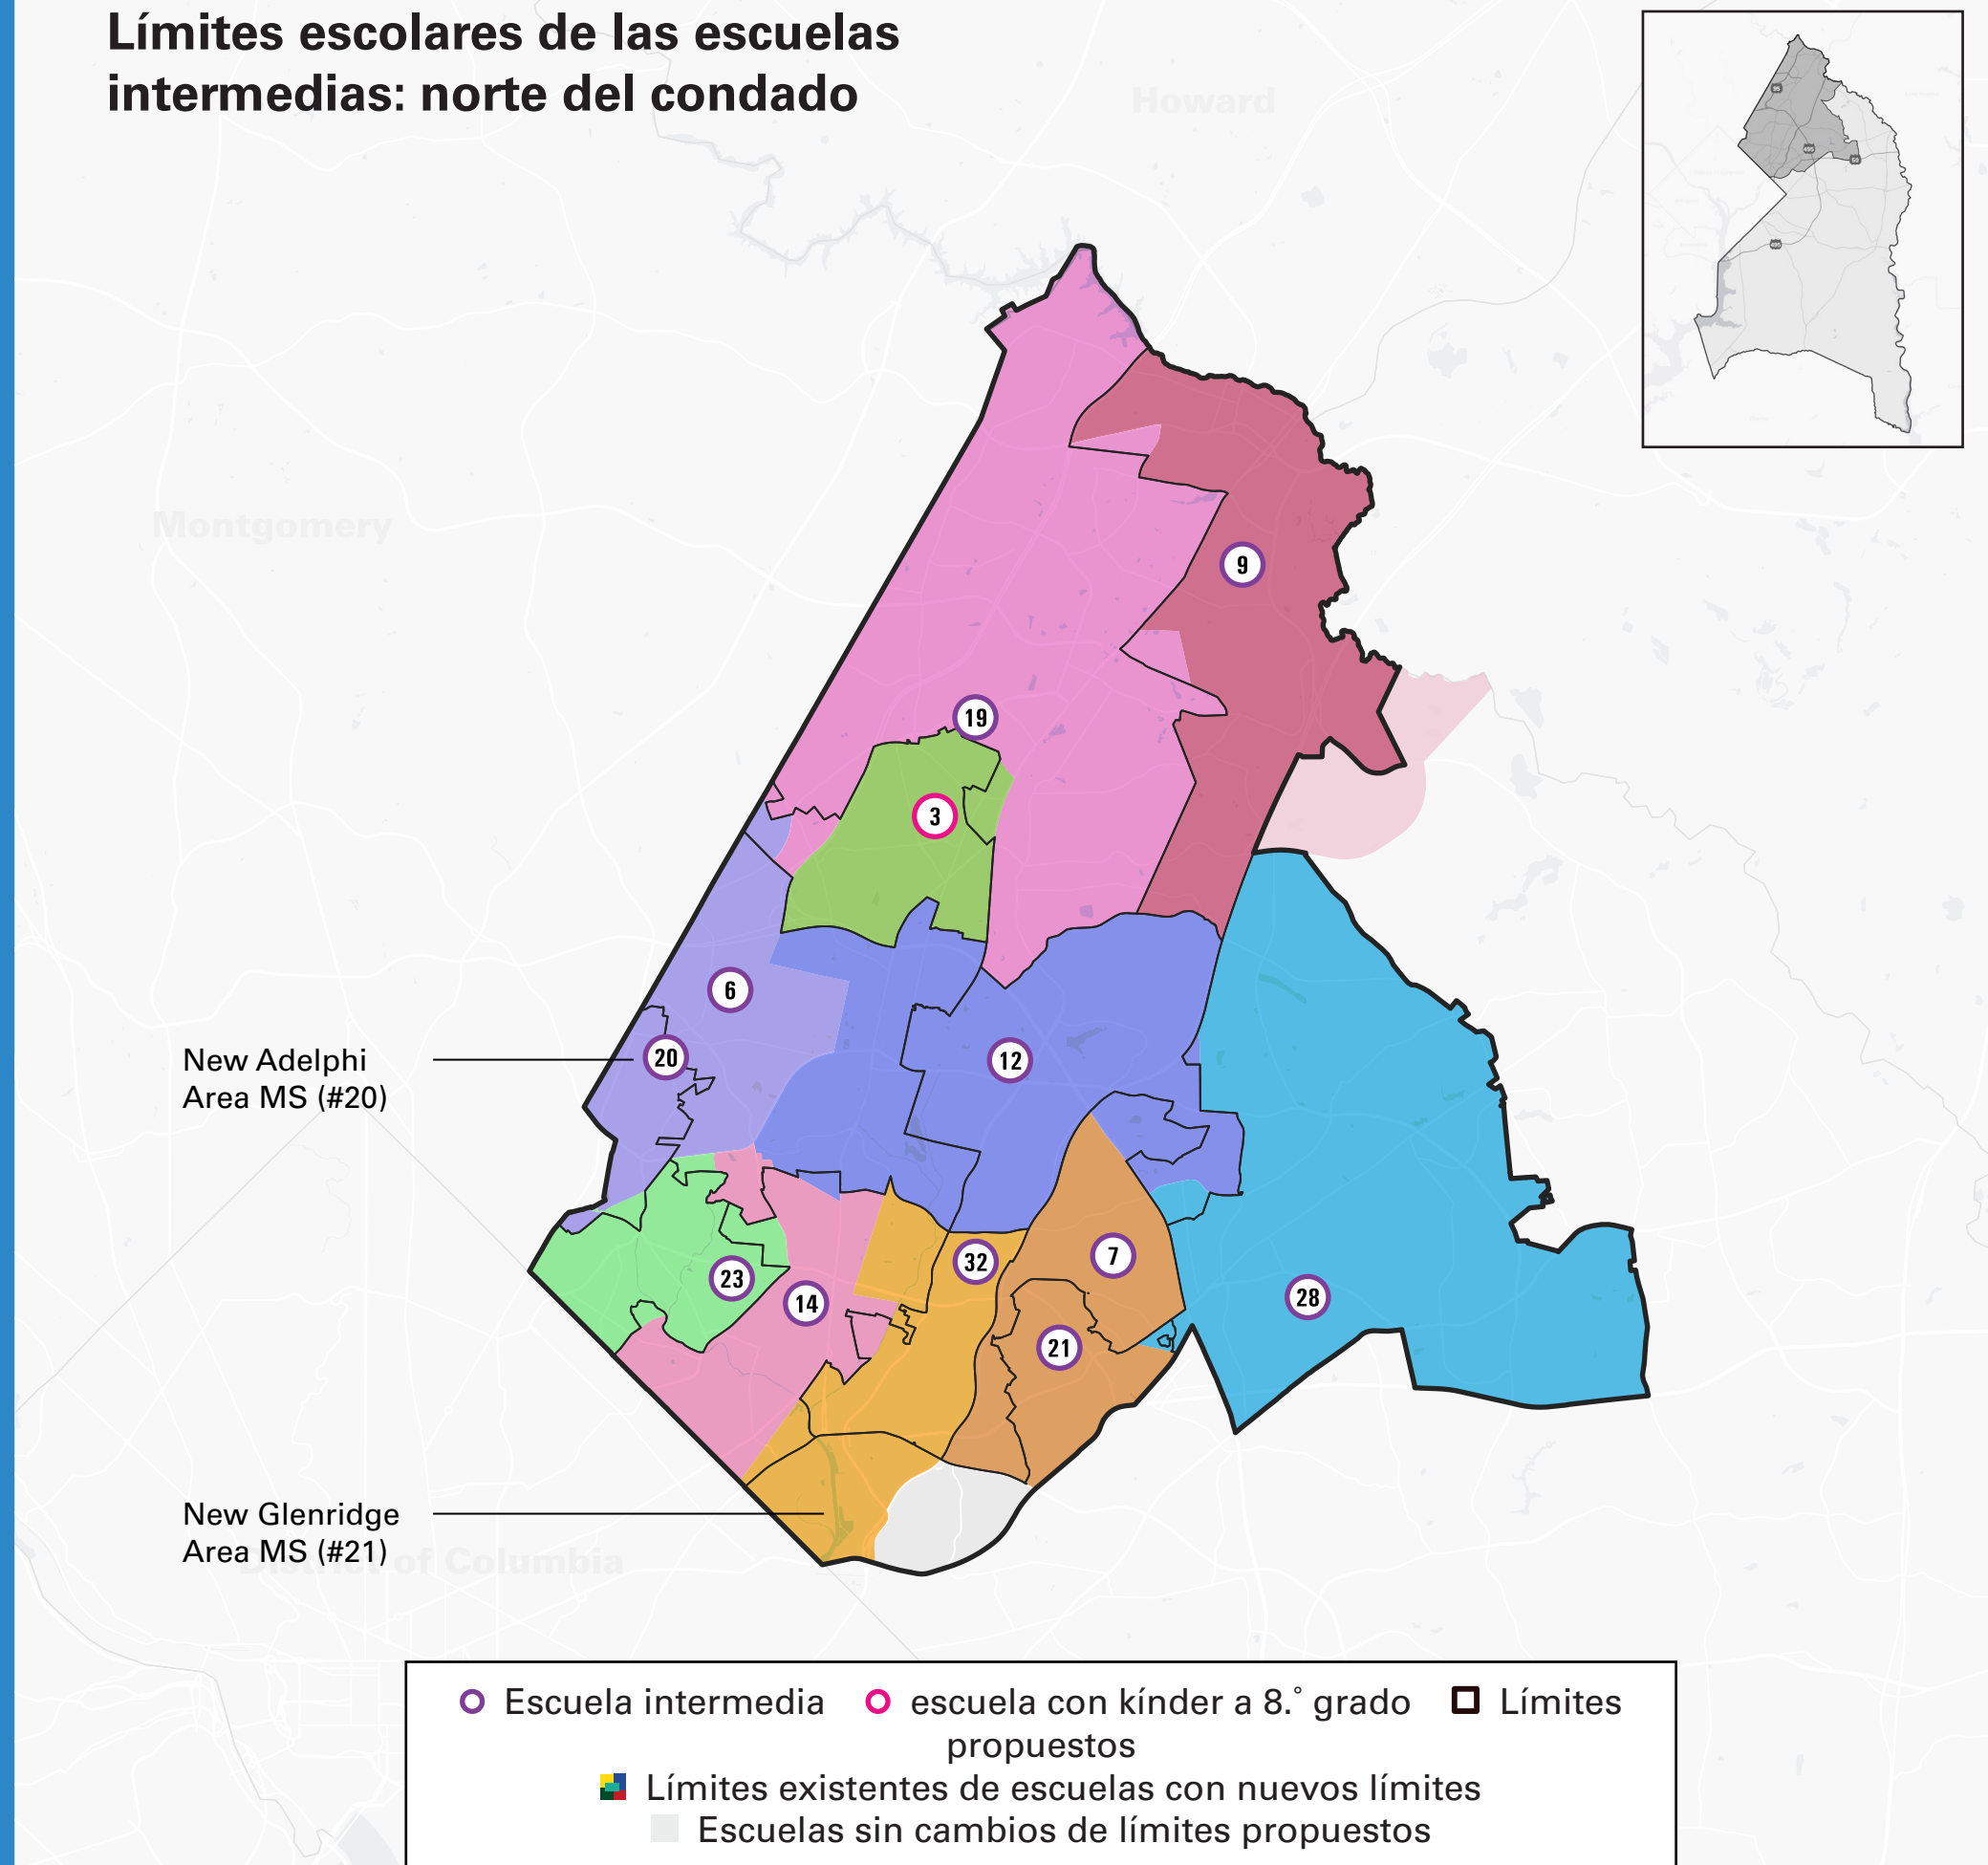 Límites escolares de las escuelas
intermedias: norte del condado
Howard
Montgomery
9
19
3
6
New Adelphi
Area MS (#20)
20
12
32
7
23
14
28
21
New Glenridge
Area MS (#21)
District of Columbia
Escuela intermedia escuela con kínder a 8.° grado Límites
propuestos
Límites existentes de escuelas con nuevos límites
Escuelas sin cambios de límites propuestos